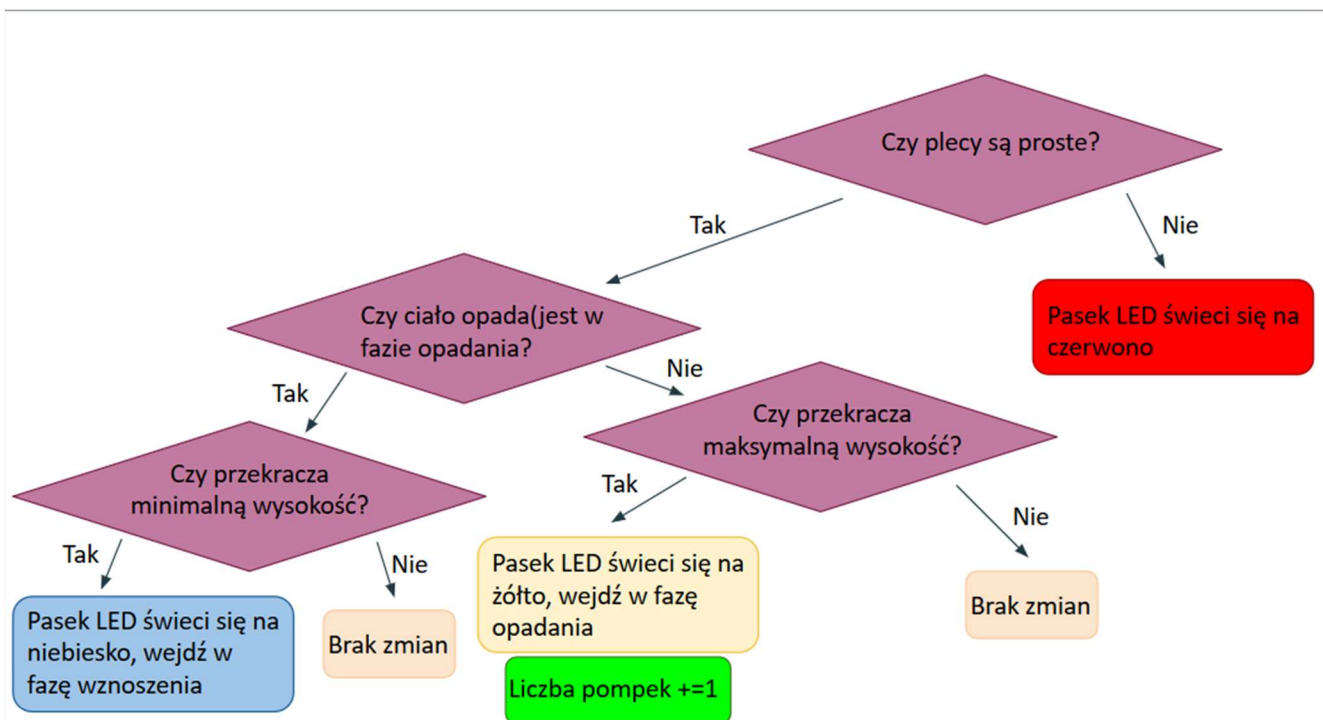 Czy plecy są proste?
Tak
Nie
Czy ciało opada(jest w
fazie opadania?
Pasek LED świeci się na
czerwono
Tak
Nie
Czy przekracza
maksymalną wysokość?
Czy przekracza
minimalną wysokość?
Tak
Nie
Tak
Nie
Pasek LED świeci się na
żółto, wejdź w fazę
opadania
Brak zmian
Pasek LED świeci się na
niebiesko, wejdź w
fazę wznoszenia
Brak zmian
Liczba pompek +=1